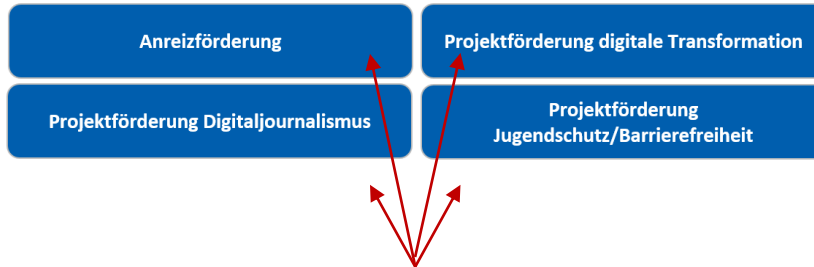 Anreizförderung
Projektförderung digitale Transformation
Projektförderung Digitaljournalismus
Projektförderung
Jugendschutz/Barrierefreiheit